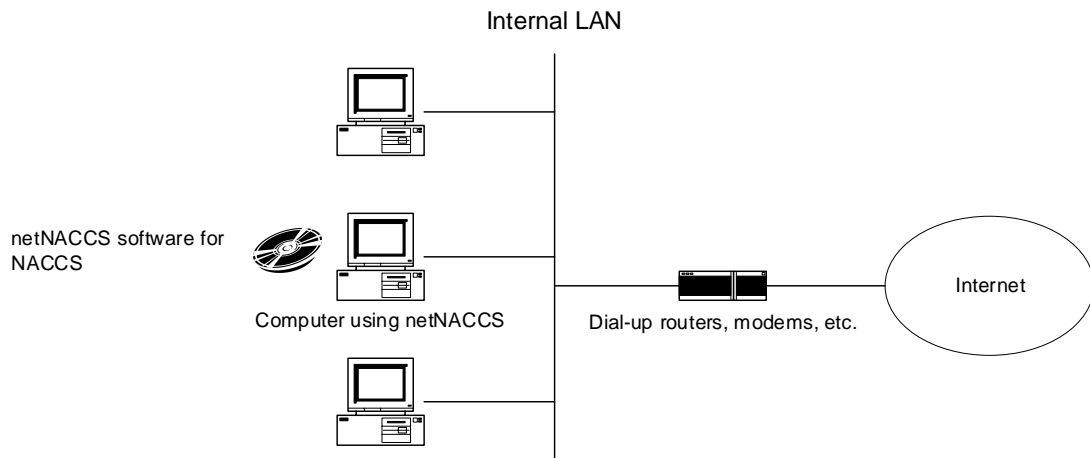 Internal LAN
netNACCS software for
NACCS
Computer using netNACCS
Dial-up routers, modems, etc.
Internet